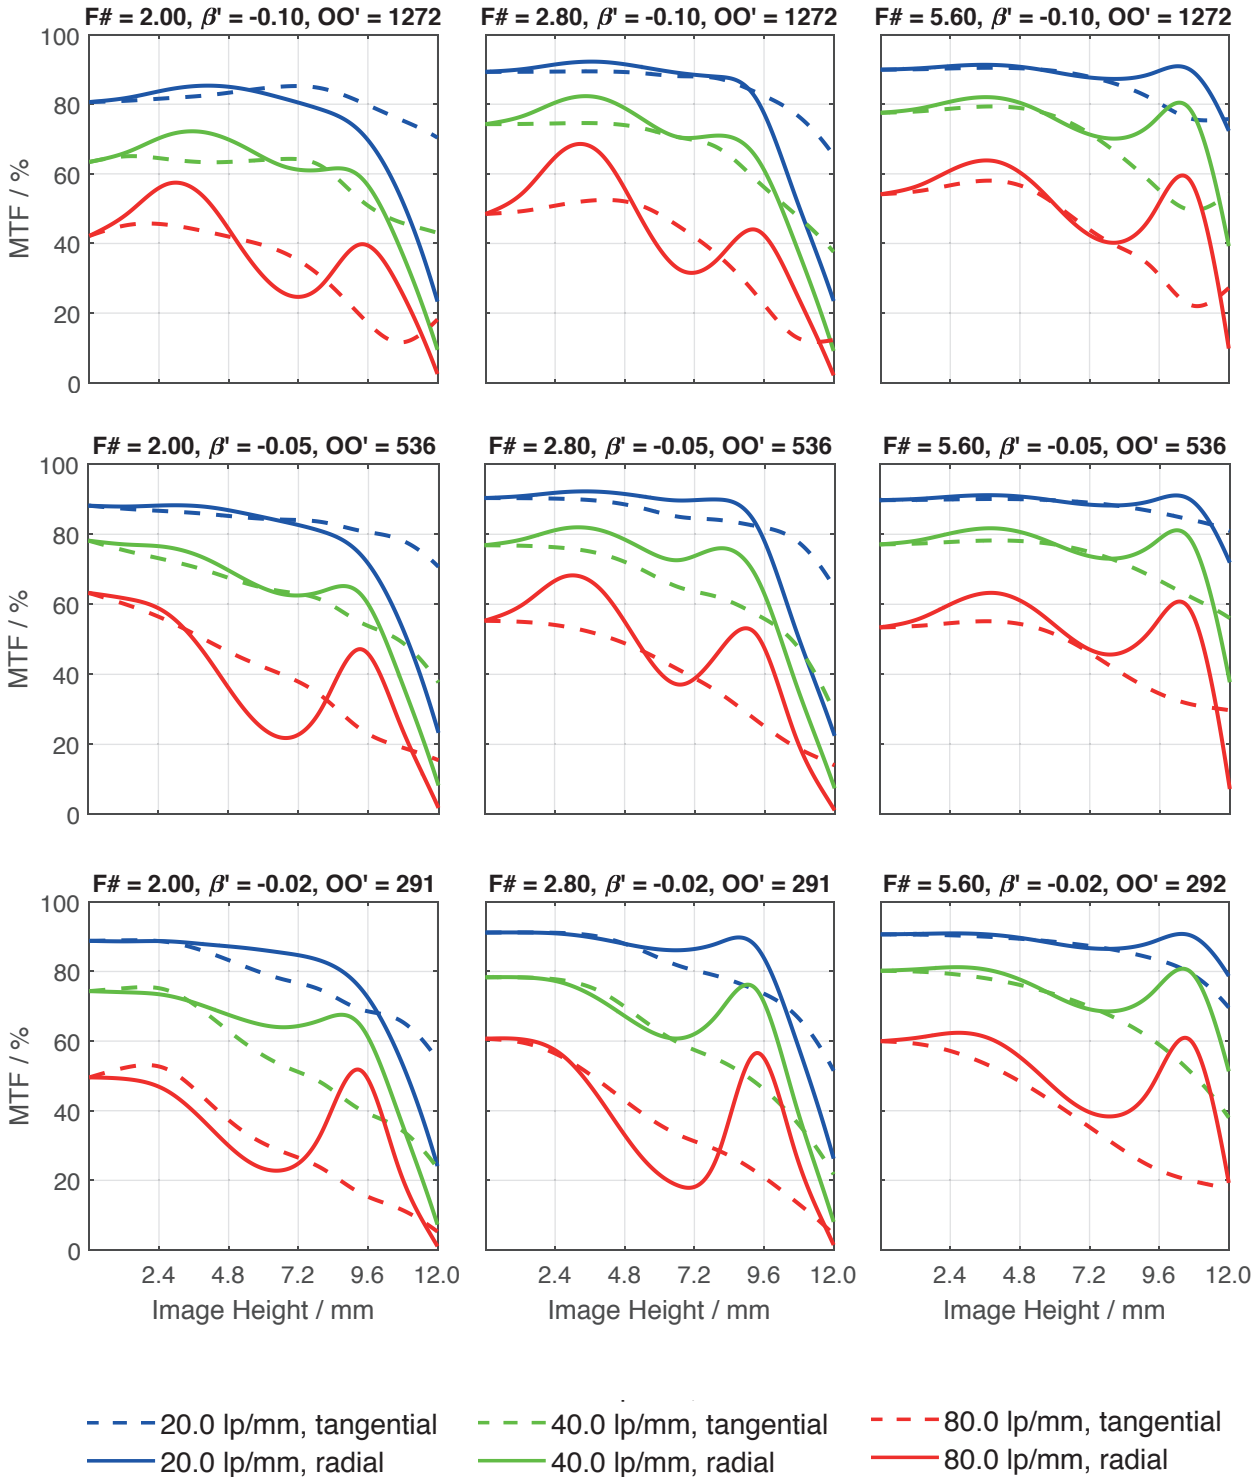 F# = 2.00, β' = -0.10, OO' = 1272
F# = 2.80, β' = -0.10, OO' = 1272
F# = 5.60, β' = -0.10, OO' = 1272
100
80
60
40
20
0
MTF / %
F# = 2.00, β' = -0.05, OO' = 536
F# = 2.80, β' = -0.05, OO' = 536
F# = 5.60, β' = -0.05, OO' = 536
100
80
60
40
20
0
MTF / %
F# = 2.00, β' = -0.02, OO' = 291
F# = 2.80, β' = -0.02, OO' = 291
F# = 5.60, β' = -0.02, OO' = 292
100
80
60
40
20
0
MTF / %
2.4 4.8 7.2 9.6 12.0
2.4 4.8 7.2 9.6 12.0
2.4 4.8 7.2 9.6 12.0
Image Height / mm
Image Height / mm
Image Height / mm
20.0 lp/mm, tangential
40.0 lp/mm, tangential
80.0 lp/mm, tangential
20.0 lp/mm, radial
40.0 lp/mm, radial
80.0 lp/mm, radial